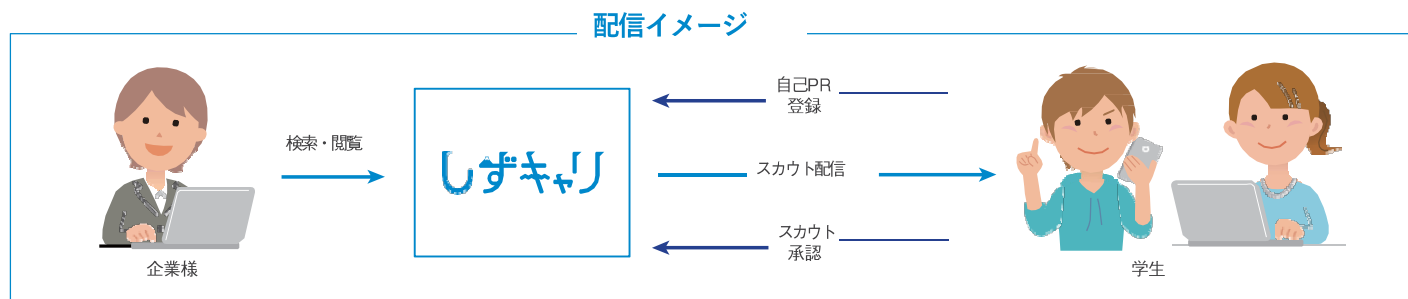 配信イメージ
自己PR
登録
検索・閲覧
しずキャリ
スカウト配信
スカウト
承認
企業様
学生